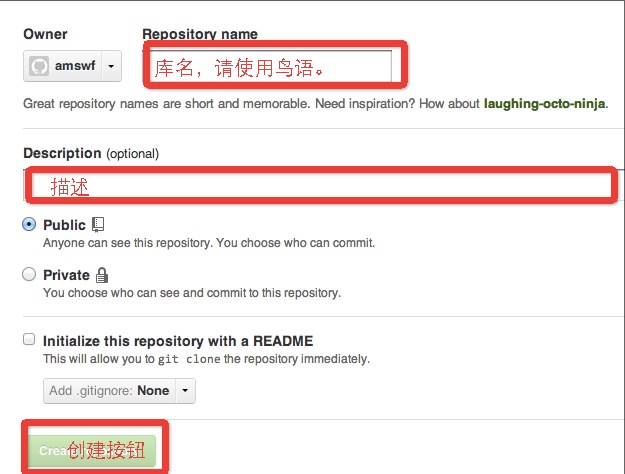 Owner
Repository name
amswf
库名，请使用鸟语。
Great repository names are short and memorable. Need inspiration? How about laughing-octo-ninja.
Description (optional)
描述
Public
Anyone can see this repository. You choose who can commit.
Private
You choose who can see and commit to this repository.
Initialize this repository with a README
This will allow you to git clone the repository immediately.
Add .gitignore: None
创建按钮